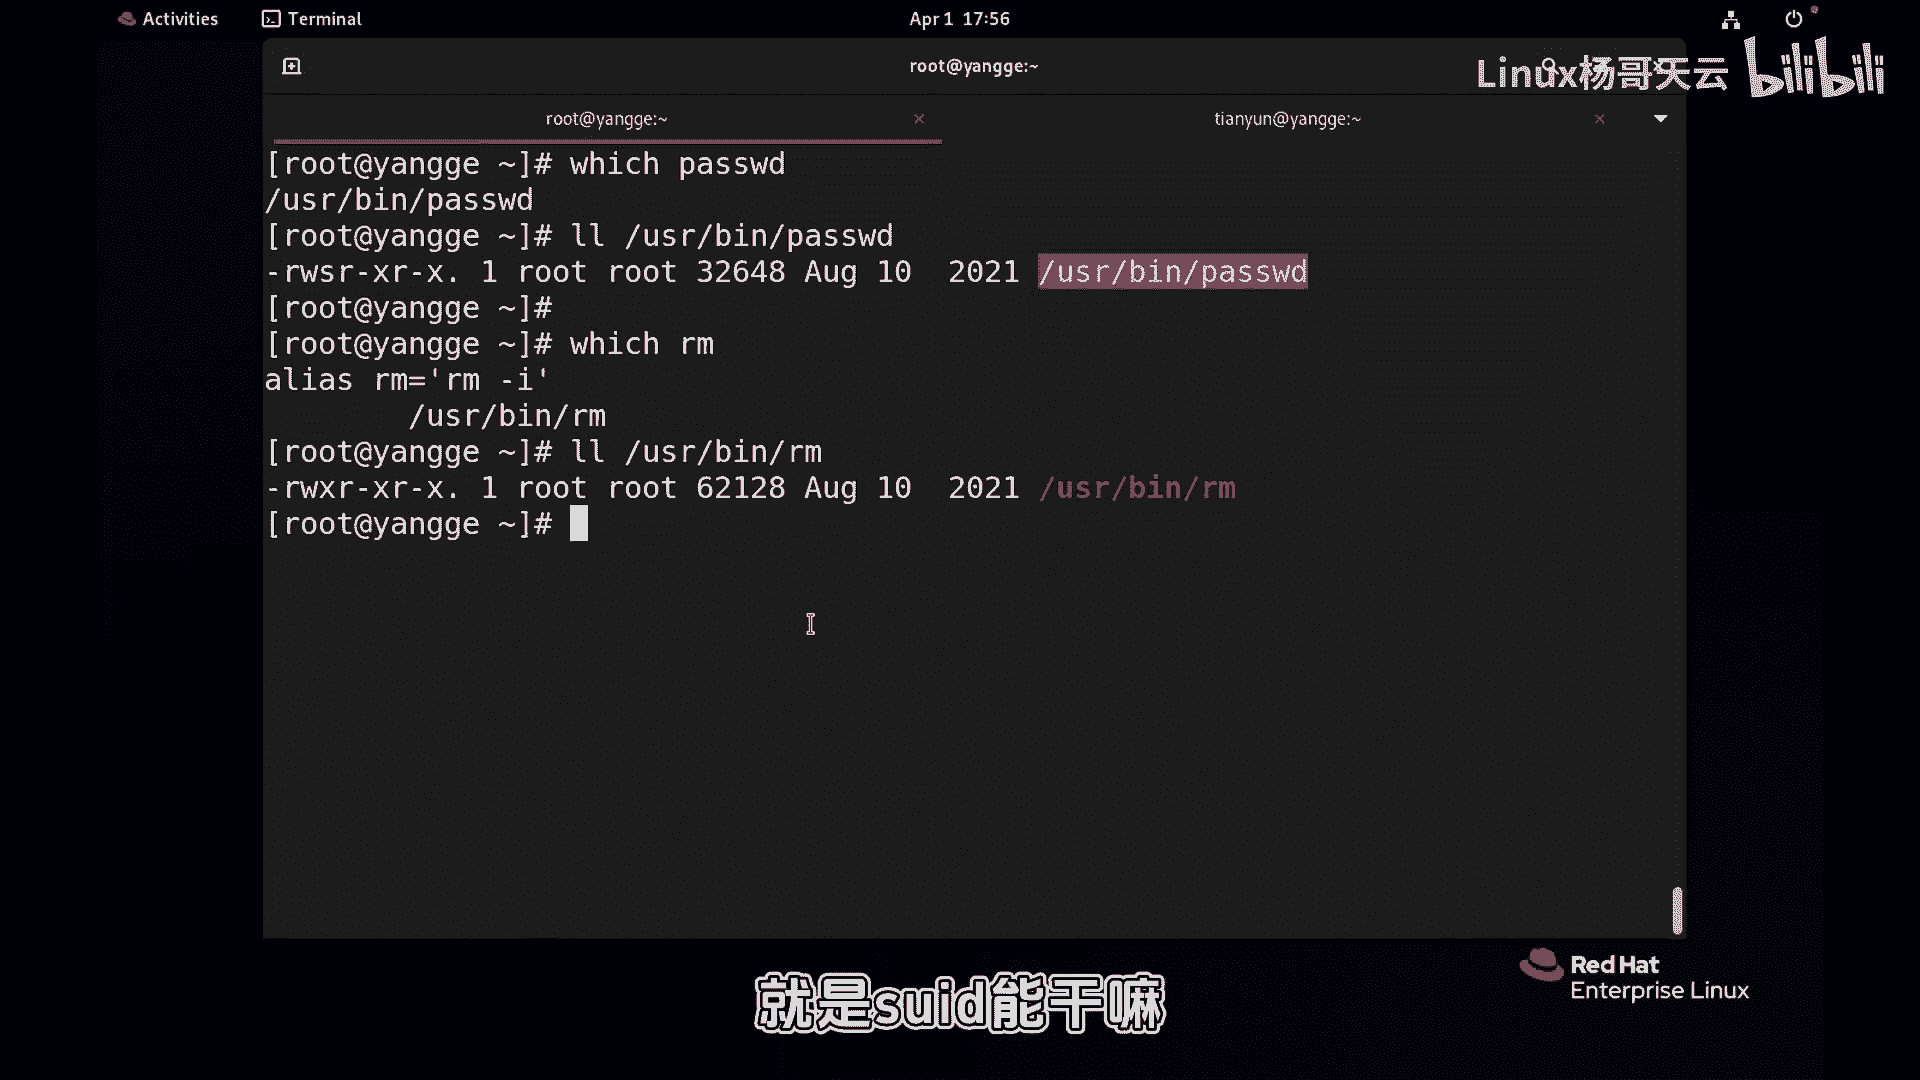 Activities
Terminal
Apr 1 17:56
root@yangge:~
Linux杨哥天云 bilibili
root@yangge:~ ×
tianyun@yangge:~ ×
[root@yangge ~]# which passwd
/usr/bin/passwd
[root@yangge ~]# ll /usr/bin/passwd
-rwsr-xr-x. 1 root root 32648 Aug 10  2021 /usr/bin/passwd
[root@yangge ~]#
[root@yangge ~]# which rm
alias rm='rm -i'
        /usr/bin/rm
[root@yangge ~]# ll /usr/bin/rm
-rwxr-xr-x. 1 root root 62128 Aug 10  2021 /usr/bin/rm
[root@yangge ~]#
Red Hat
Enterprise Linux
就是suid能干嘛